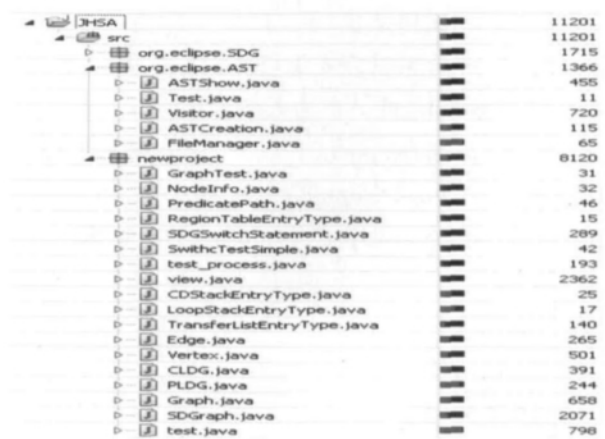 JHSA 11201
src 11201
org.eclipse.SDG 1715
org.eclipse.AST 1366
ASTShow.java 455
Test.java 11
Visitor.java 720
ASTCreation.java 115
FileManager.java 65
newproject 8120
GraphTest.java 31
NodeInfo.java 32
PredicatePath.java 46
RegionTableEntryType.java 15
SDGSwitchStatement.java 289
SwithcTestSimple.java 42
test_process.java 193
view.java 2362
CDStackEntryType.java 25
LoopStackEntryType.java 17
TransferListEntryType.java 140
Edge.java 265
Vertex.java 501
CLDG.java 391
PLDG.java 244
Graph.java 658
SDGraph.java 2071
test.java 798